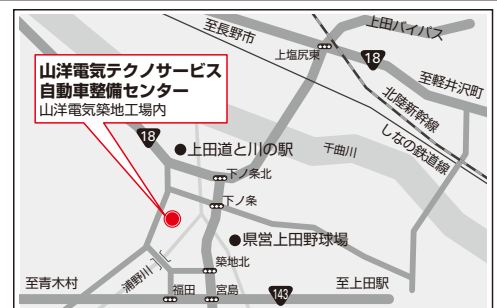 至長野市
上田バイパス
上塩尻東
18
至軽井沢町
北陸新幹線
しなの鉄道線
山洋電気テクノサービス
自動車整備センター
山洋電気築地工場内
18
上田道と川の駅
千曲川
下ノ条北
下ノ条
県営上田野球場
築地北
浦野川
至青木村
福田
宮島
143
至上田駅